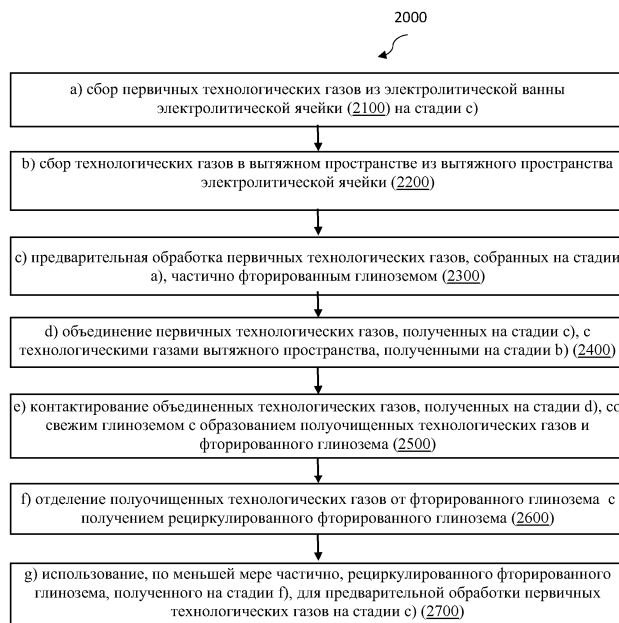 2000
a) сбор первичных технологических газов из электролитической ванны
электролитической ячейки (2100) на стадии c)
b) сбор технологических газов в вытяжном пространстве из вытяжного пространства
электролитической ячейки (2200)
c) предварительная обработка первичных технологических газов, собранных на стадии
a), частично фторированным глиноземом (2300)
d) объединение первичных технологических газов, полученных на стадии c), с
технологическими газами вытяжного пространства, полученными на стадии b) (2400)
e) контактирование объединенных технологических газов, полученных на стадии d), со
свежим глиноземом с образованием полуочищенных технологических газов и
фторированного глинозема (2500)
f) отделение полуочищенных технологических газов от фторированного глинозема с
получением рециркулированного фторированного глинозема (2600)
g) использование, по меньшей мере частично, рециркулированного фторированного
глинозема, полученного на стадии f), для предварительной обработки первичных
технологических газов на стадии c) (2700)